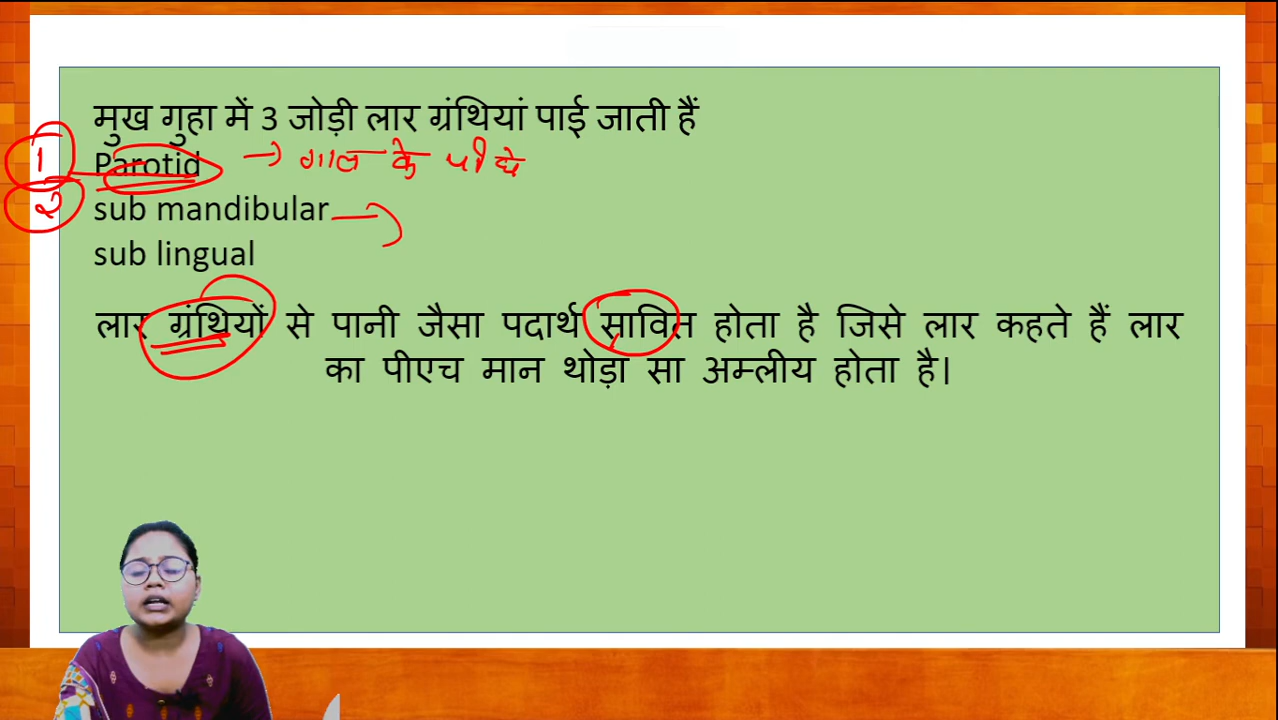 मुख गुहा में 3 जोड़ी लार ग्रंथियां पाई जाती हैं
1 Parotid → गाल के पीछे
2 sub mandibular →
sub lingual
लार ग्रंथियों से पानी जैसा पदार्थ स्रावित होता है जिसे लार कहते हैं लार
का पीएच मान थोड़ा सा अम्लीय होता है।